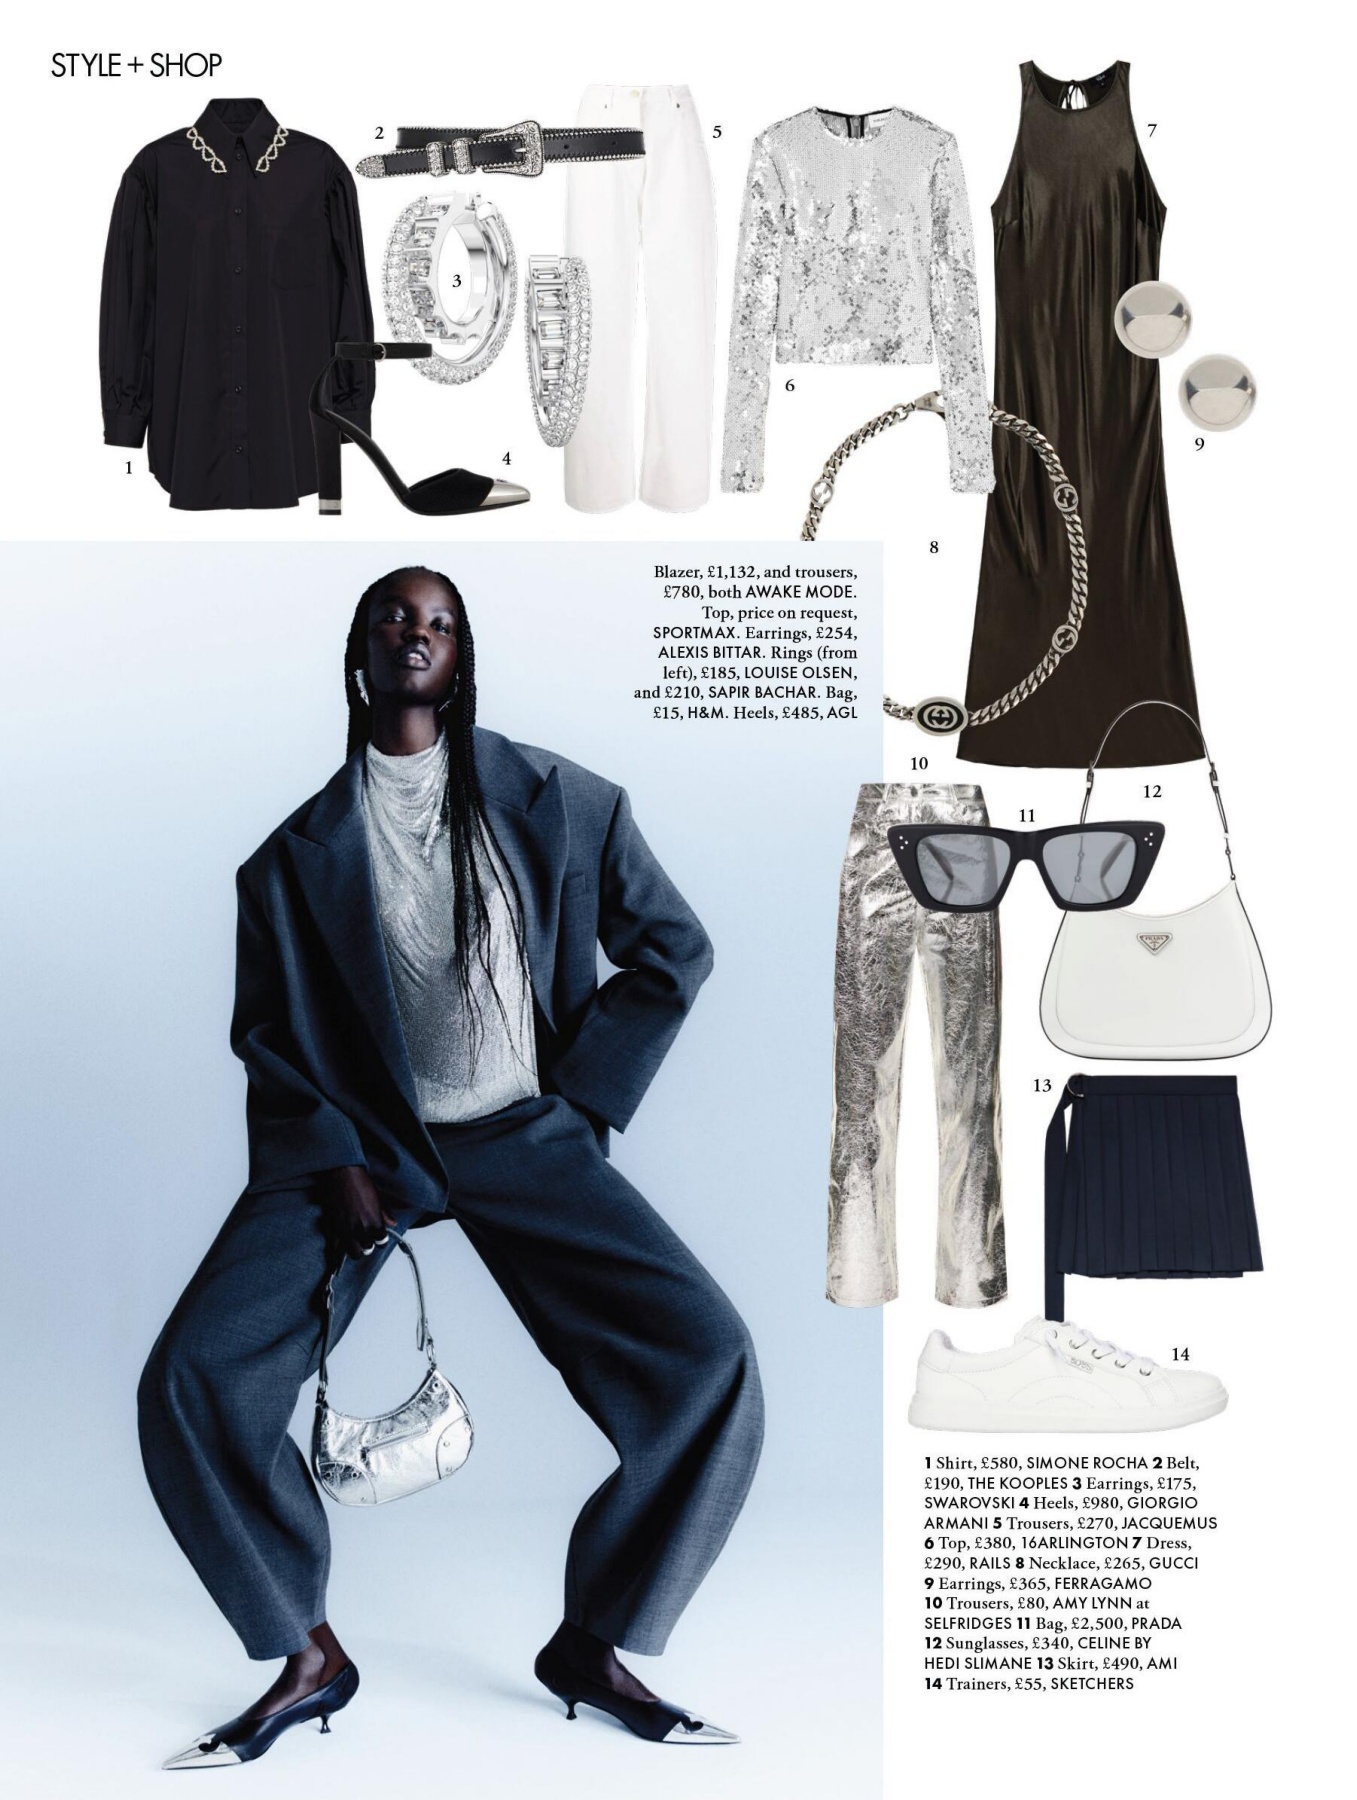 STYLE + SHOP
2
5
7
3
6
9
4
1
8
Blazer, £1,132, and trousers,
£780, both AWAKE MODE.
Top, price on request,
SPORTMAX. Earrings, £254,
ALEXIS BITTAR. Rings (from
left), £185, LOUISE OLSEN,
and £210, SAPIR BACHAR. Bag,
£15, H&M. Heels, £485, AGL
10
12
11
PRADA
13
14
1 Shirt, £580, SIMONE ROCHA 2 Belt,
£190, THE KOOPLES 3 Earrings, £175,
SWAROVSKI 4 Heels, £980, GIORGIO
ARMANI 5 Trousers, £270, JACQUEMUS
6 Top, £380, 16ARLINGTON 7 Dress,
£290, RAILS 8 Necklace, £265, GUCCI
9 Earrings, £365, FERRAGAMO
10 Trousers, £80, AMY LYNN at
SELFRIDGES 11 Bag, £2,500, PRADA
12 Sunglasses, £340, CELINE BY
HEDI SLIMANE 13 Skirt, £490, AMI
14 Trainers, £55, SKETCHERS